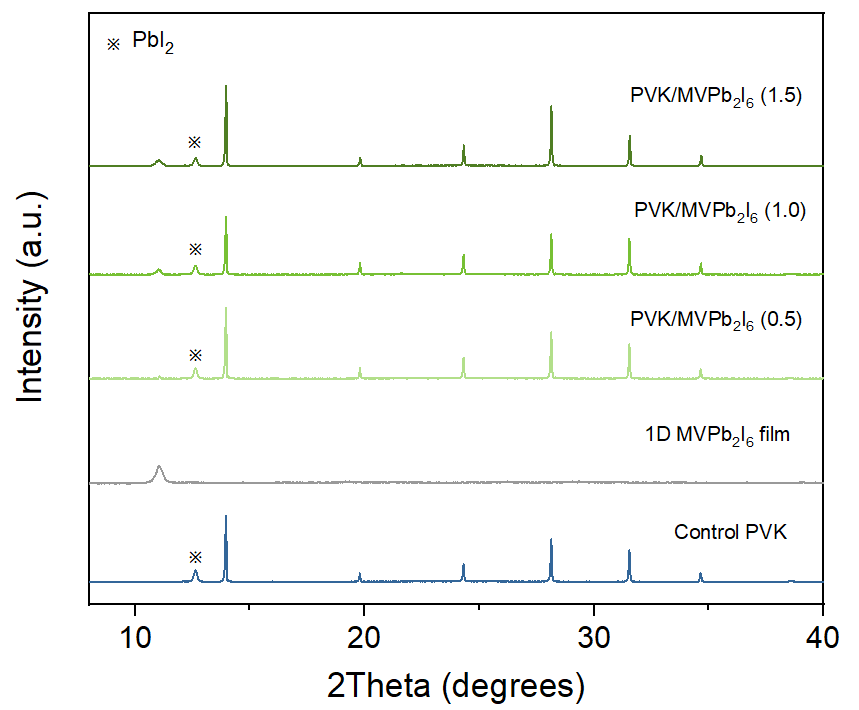 ※ PbI₂
PVK/MVPb₂I₆ (1.5)
※
PVK/MVPb₂I₆ (1.0)
※
PVK/MVPb₂I₆ (0.5)
※
1D MVPb₂I₆ film
Control PVK
※
Intensity (a.u.)
10 20 30 40
2Theta (degrees)